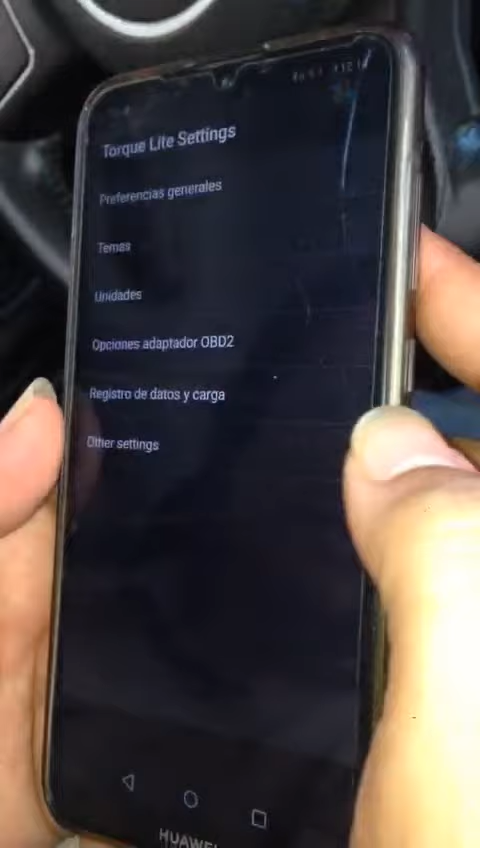 Torque Lite Settings
Preferencias generales
Temas
Unidades
Opciones adaptador OBD2
Registro de datos y carga
Other settings
HUAWEI